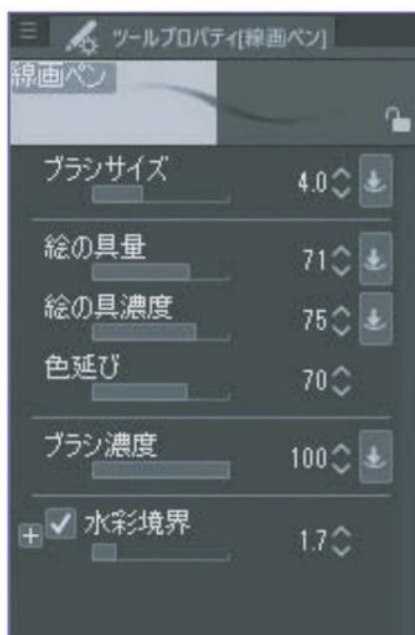 ツールプロパティ[線画ペン]
線画ペン
ブラシサイズ 4.0
絵の具量 71
絵の具濃度 75
色延び 70
ブラシ濃度 100
水彩境界 1.7